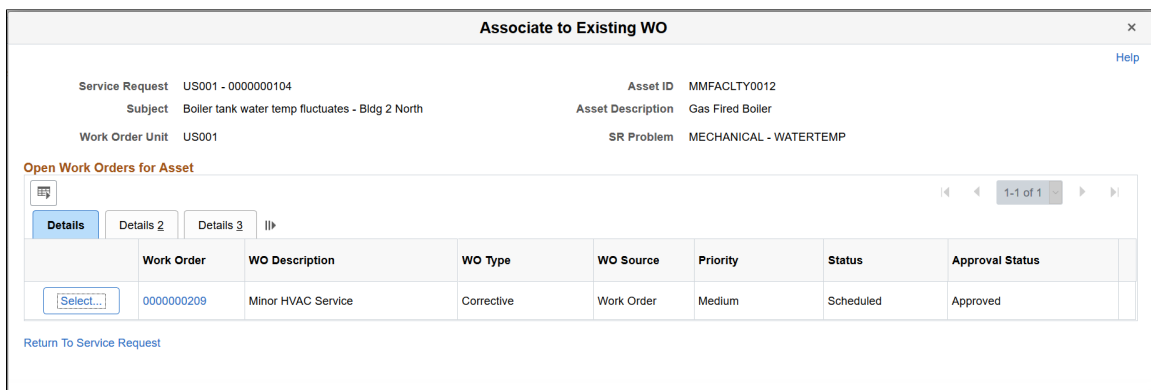 Associate to Existing WO ×
Help
Service Request US001 - 0000000104 Asset ID MMFACLTY0012
Subject Boiler tank water temp fluctuates - Bldg 2 North Asset Description Gas Fired Boiler
Work Order Unit US001 SR Problem MECHANICAL - WATERTEMP
Open Work Orders for Asset
1-1 of 1
Details Details 2 Details 3
Work Order WO Description WO Type WO Source Priority Status Approval Status
Select... 0000000209 Minor HVAC Service Corrective Work Order Medium Scheduled Approved
Return To Service Request